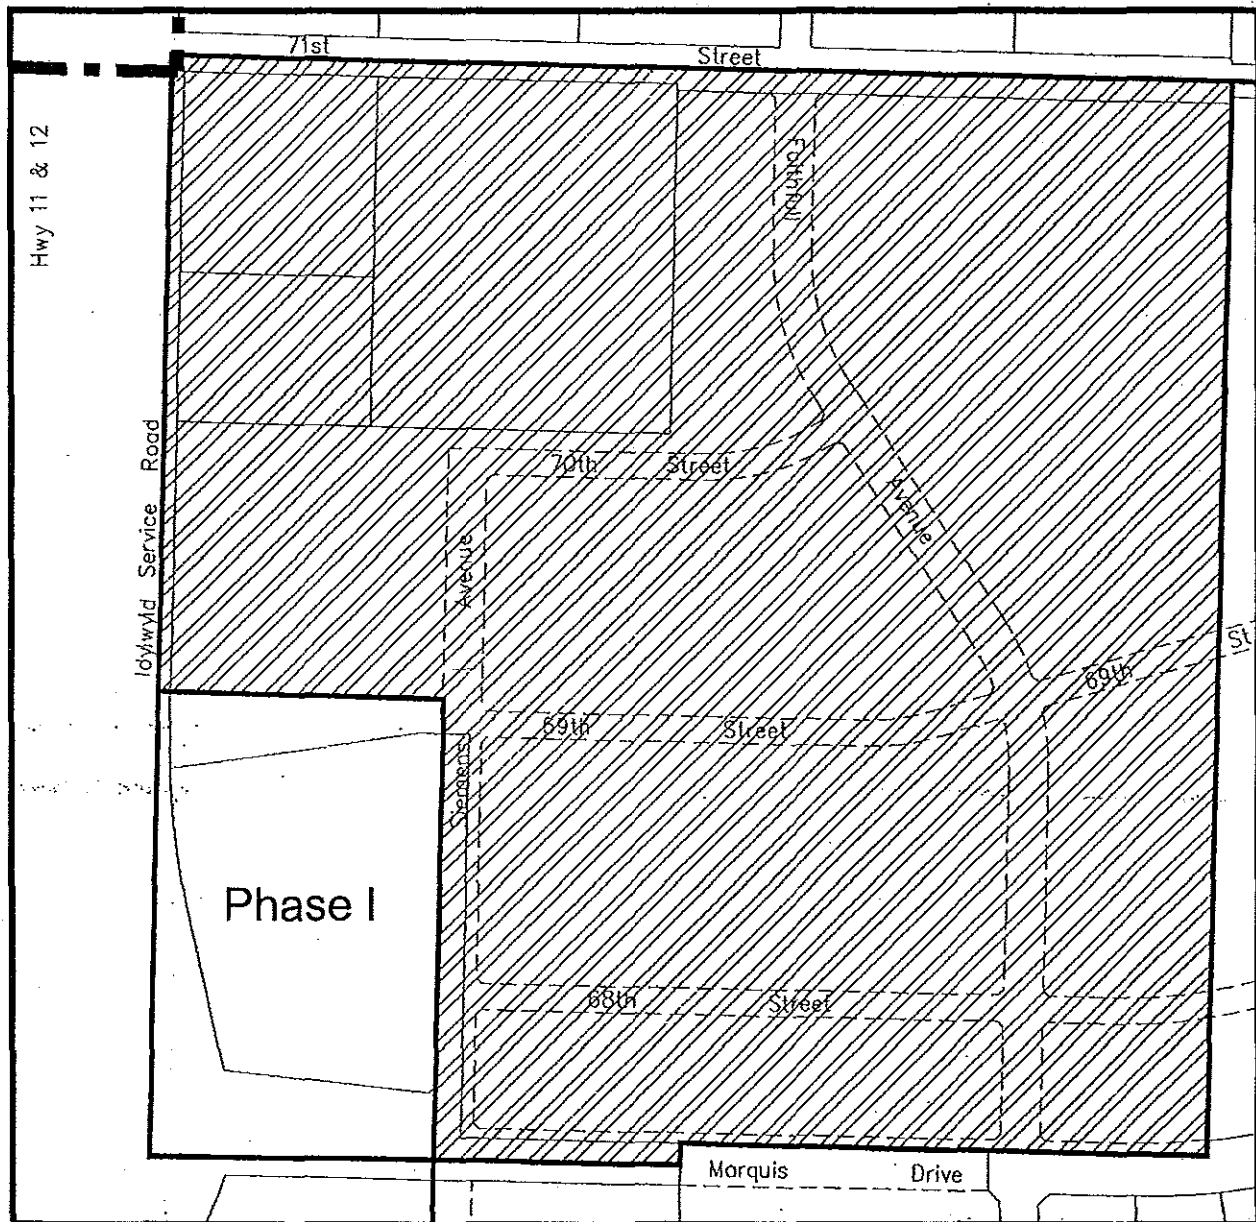 71st Street
Hwy 11 & 12
Faithfull Avenue
Idylwyld Service Road
70th Street
Siemens Avenue
69th Street
69th St
Phase I
68th Street
Marquis Drive